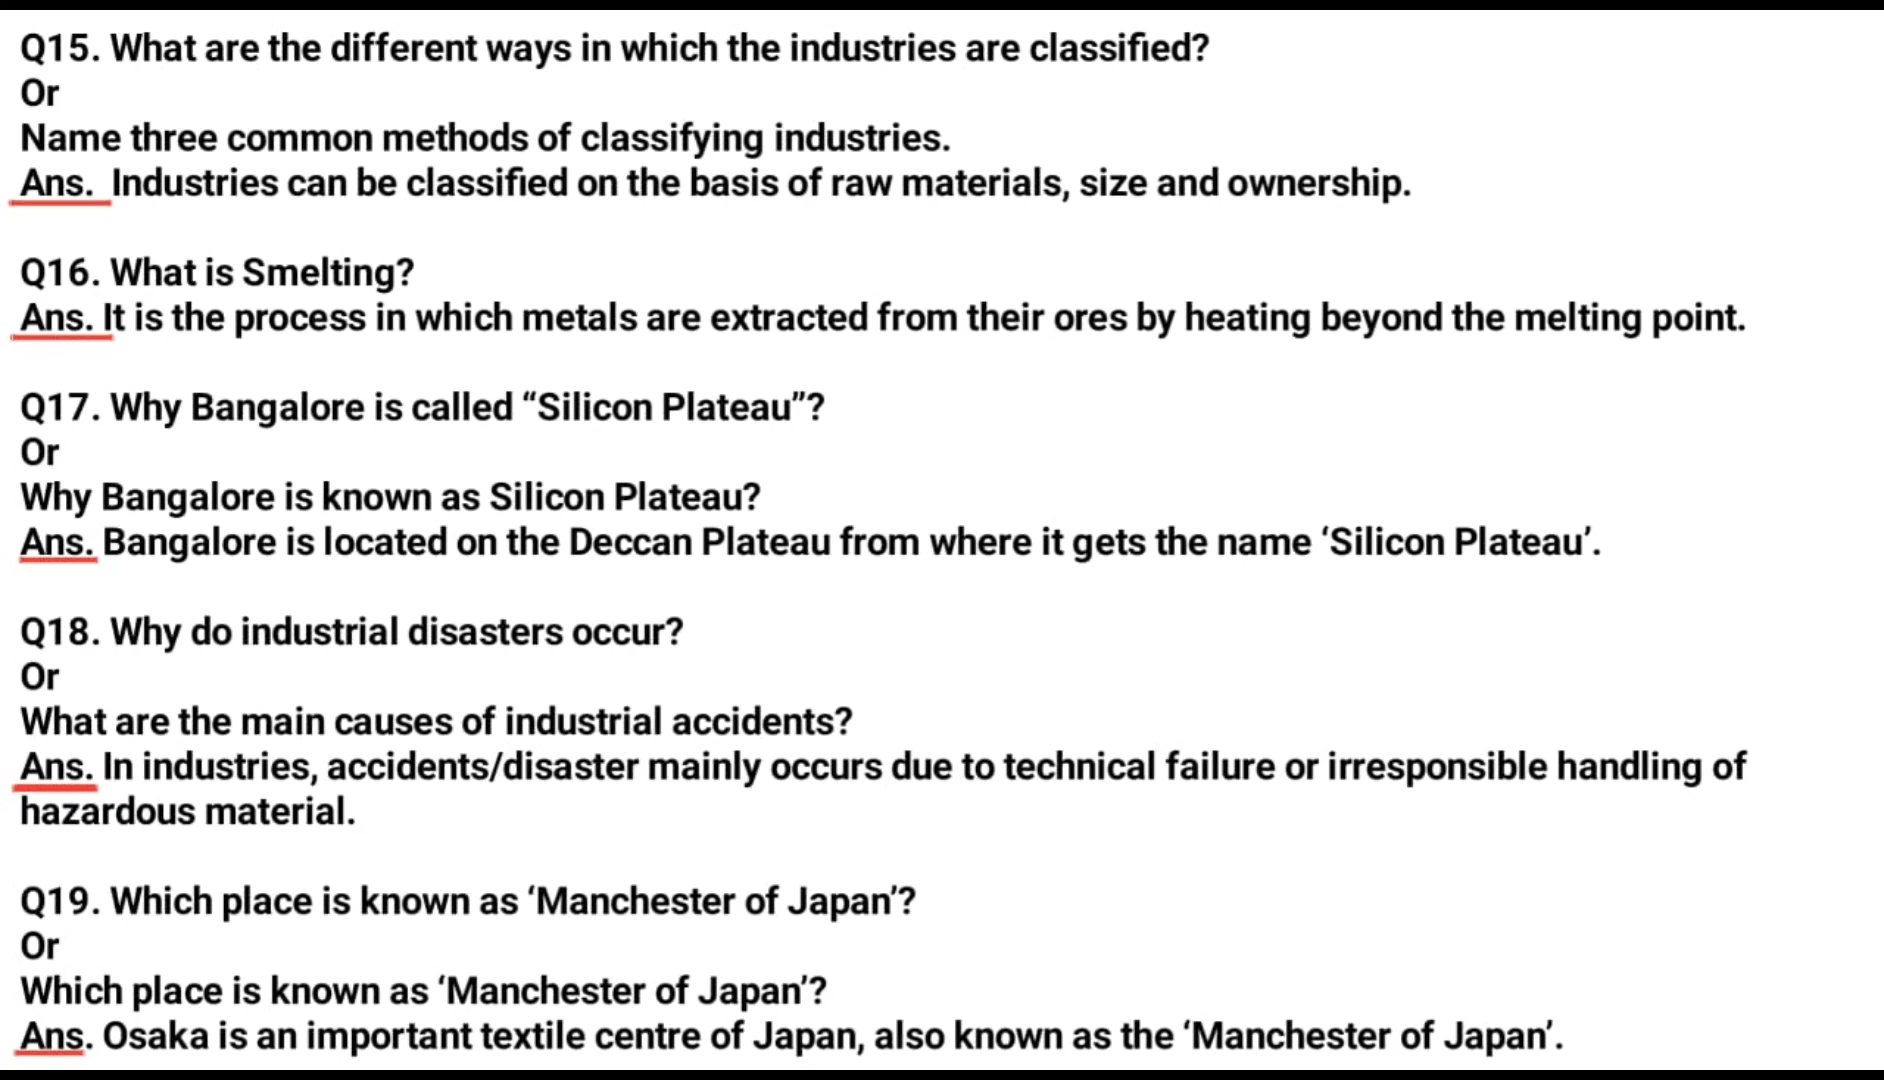 Q15. What are the different ways in which the industries are classified?
Or
Name three common methods of classifying industries.
Ans. Industries can be classified on the basis of raw materials, size and ownership.
Q16. What is Smelting?
Ans. It is the process in which metals are extracted from their ores by heating beyond the melting point.
Q17. Why Bangalore is called “Silicon Plateau”?
Or
Why Bangalore is known as Silicon Plateau?
Ans. Bangalore is located on the Deccan Plateau from where it gets the name ‘Silicon Plateau’.
Q18. Why do industrial disasters occur?
Or
What are the main causes of industrial accidents?
Ans. In industries, accidents/disaster mainly occurs due to technical failure or irresponsible handling of
hazardous material.
Q19. Which place is known as ‘Manchester of Japan’?
Or
Which place is known as ‘Manchester of Japan’?
Ans. Osaka is an important textile centre of Japan, also known as the ‘Manchester of Japan’.